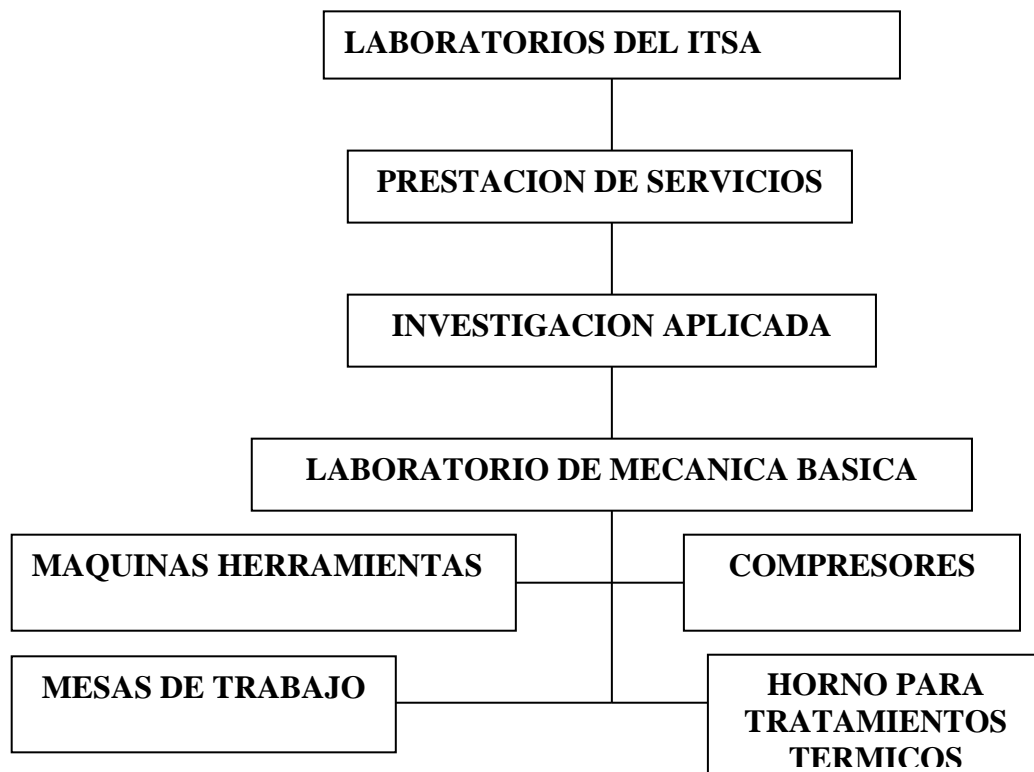 LABORATORIOS DEL ITSA
PRESTACION DE SERVICIOS
INVESTIGACION APLICADA
LABORATORIO DE MECANICA BASICA
MAQUINAS HERRAMIENTAS
COMPRESORES
MESAS DE TRABAJO
HORNO PARA
TRATAMIENTOS
TERMICOS